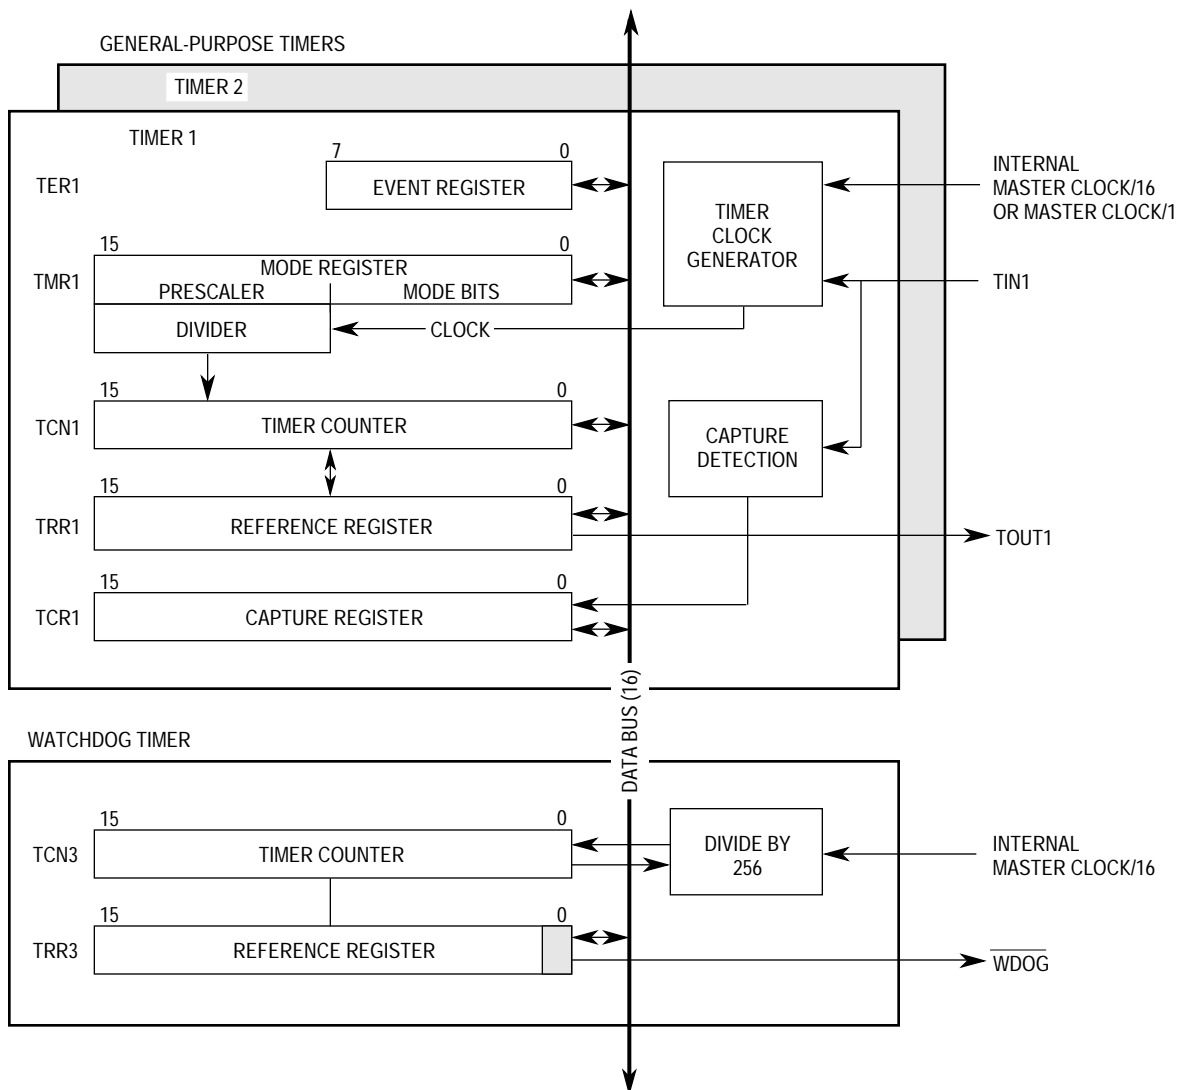 GENERAL-PURPOSE TIMERS
TIMER 2
TIMER 1
7 0
TER1
EVENT REGISTER
TIMER
CLOCK
GENERATOR
INTERNAL
MASTER CLOCK/16
OR MASTER CLOCK/1
15 0
TMR1
MODE REGISTER
PRESCALER MODE BITS
TIN1
DIVIDER
CLOCK
15 0
TCN1
TIMER COUNTER
CAPTURE
DETECTION
15 0
TRR1
REFERENCE REGISTER
TOUT1
15 0
TCR1
CAPTURE REGISTER
DATA BUS (16)
WATCHDOG TIMER
15 0
TCN3
TIMER COUNTER
DIVIDE BY
256
INTERNAL
MASTER CLOCK/16
15 0
TRR3
REFERENCE REGISTER
WDOG